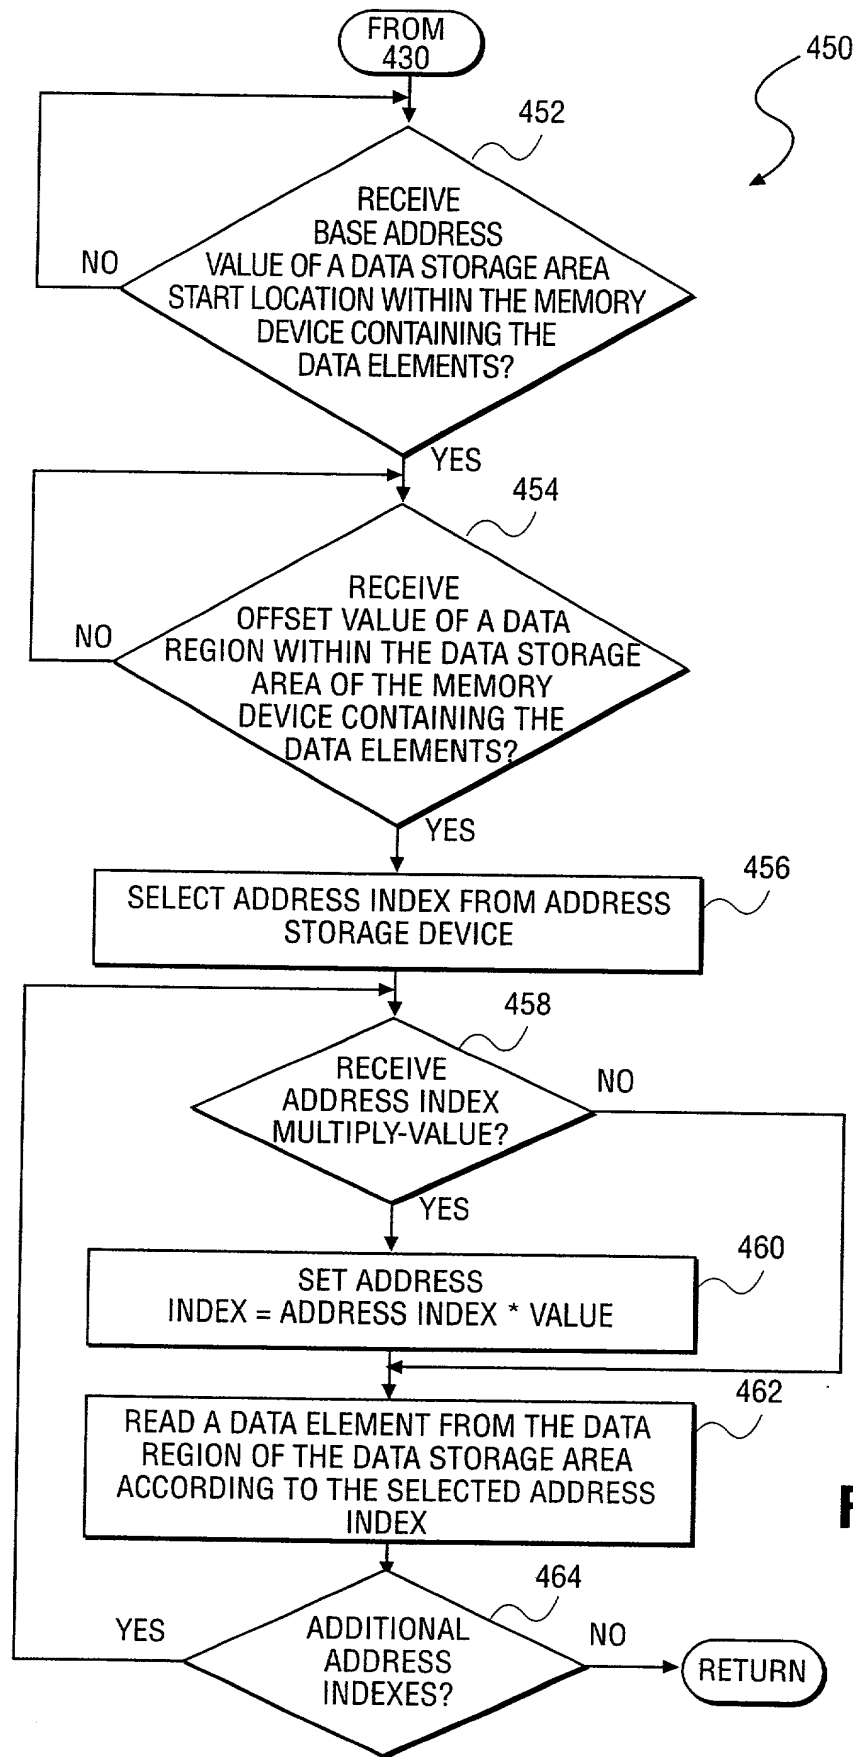 FROM
430
450
452
RECEIVE
BASE ADDRESS
VALUE OF A DATA STORAGE AREA
START LOCATION WITHIN THE MEMORY
DEVICE CONTAINING THE
DATA ELEMENTS?
NO
YES
454
RECEIVE
OFFSET VALUE OF A DATA
REGION WITHIN THE DATA STORAGE
AREA OF THE MEMORY
DEVICE CONTAINING THE
DATA ELEMENTS?
NO
YES
456
SELECT ADDRESS INDEX FROM ADDRESS
STORAGE DEVICE
458
RECEIVE
ADDRESS INDEX
MULTIPLY-VALUE?
NO
YES
460
SET ADDRESS
INDEX = ADDRESS INDEX * VALUE
462
READ A DATA ELEMENT FROM THE DATA
REGION OF THE DATA STORAGE AREA
ACCORDING TO THE SELECTED ADDRESS
INDEX
464
YES
ADDITIONAL
ADDRESS
INDEXES?
NO
RETURN